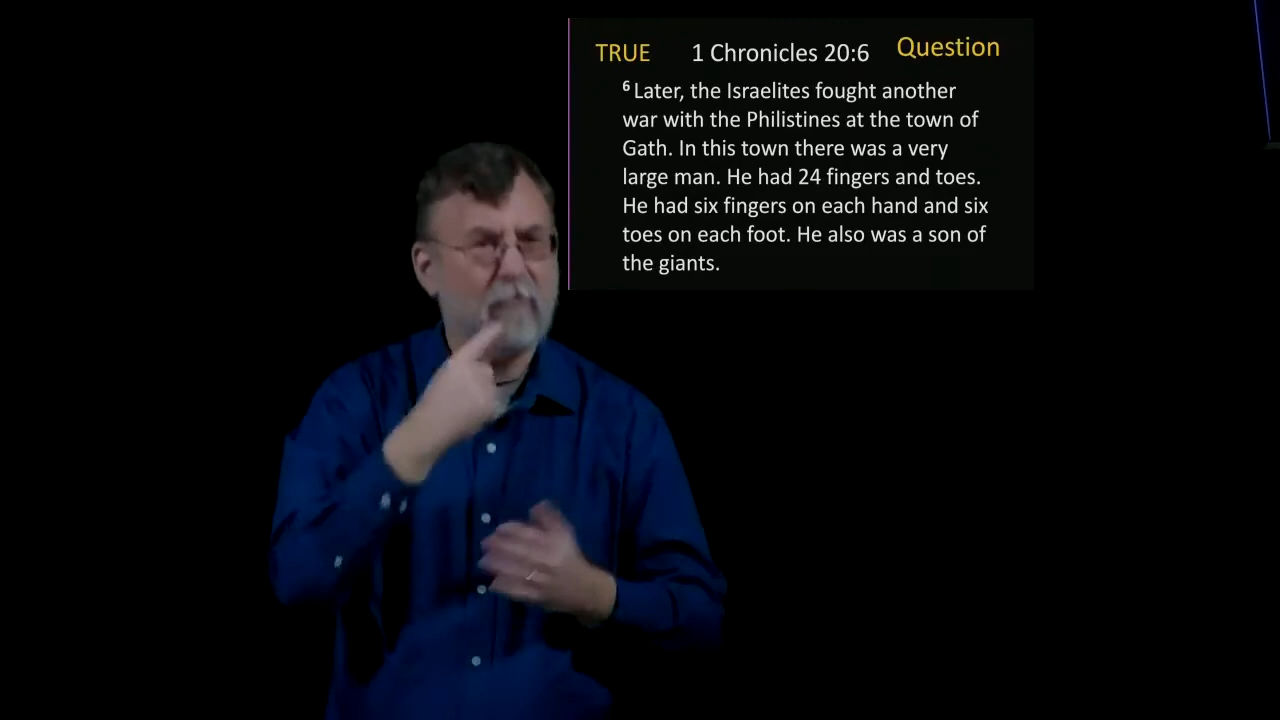 TRUE 1 Chronicles 20:6 Question
6 Later, the Israelites fought another
war with the Philistines at the town of
Gath. In this town there was a very
large man. He had 24 fingers and toes.
He had six fingers on each hand and six
toes on each foot. He also was a son of
the giants.